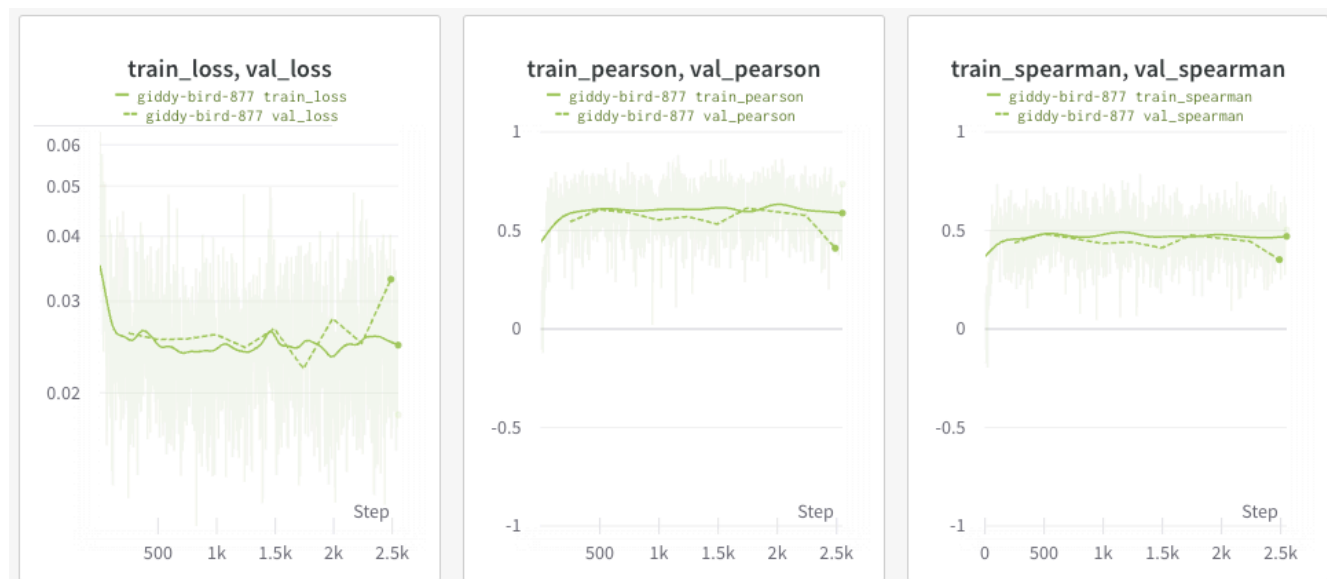 train_loss, val_loss
giddy-bird-877 train_loss
giddy-bird-877 val_loss
0.06
0.05
0.04
0.03
0.02
Step
500 1k 1.5k 2k 2.5k
train_pearson, val_pearson
giddy-bird-877 train_pearson
giddy-bird-877 val_pearson
1
0.5
0
-0.5
-1
Step
500 1k 1.5k 2k 2.5k
train_spearman, val_spearman
giddy-bird-877 train_spearman
giddy-bird-877 val_spearman
1
0.5
0
-0.5
-1
Step
0 500 1k 1.5k 2k 2.5k